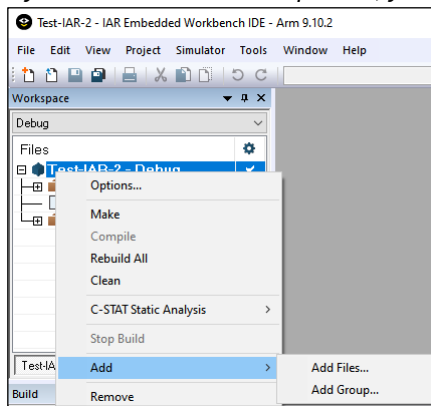 Test-IAR-2 - IAR Embedded Workbench IDE - Arm 9.10.2
File Edit View Project Simulator Tools Window Help
Workspace
Debug
Files
Test-IAR-2 - Debug
Options...
Make
Compile
Rebuild All
Clean
C-STAT Static Analysis
Stop Build
Test-IA
Add
Add Files...
Add Group...
Build
Remove